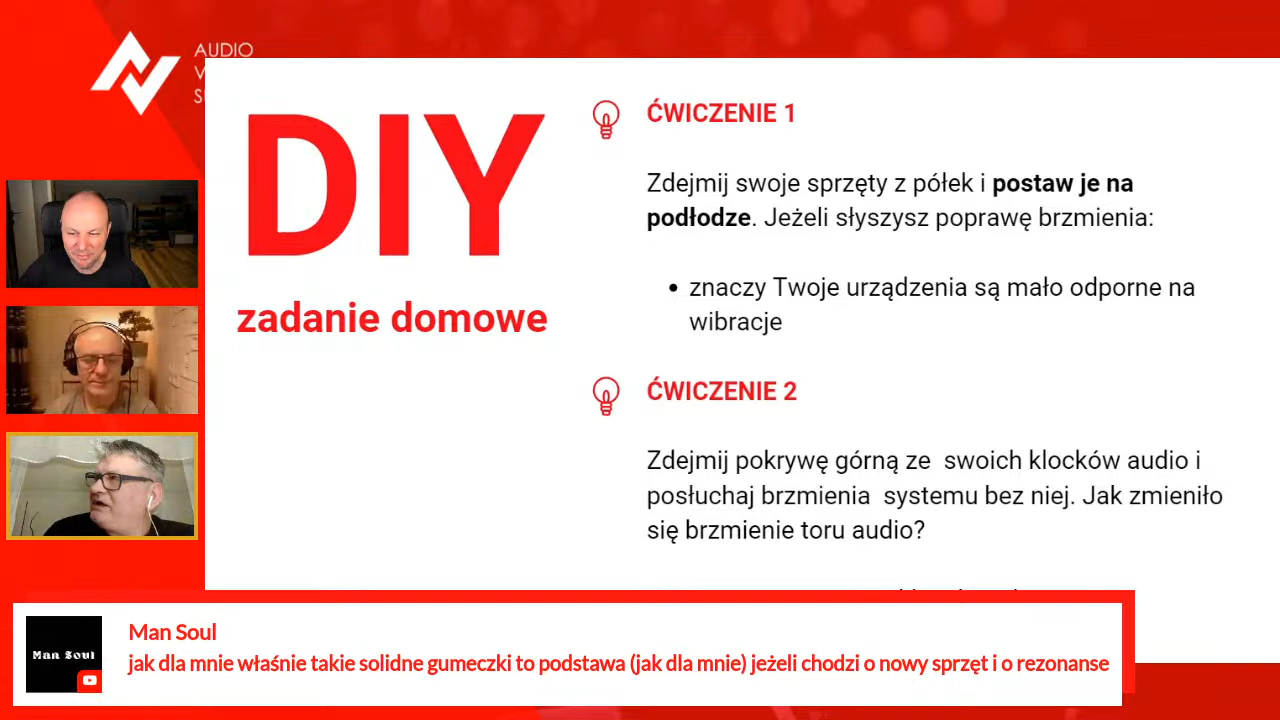 AUDIO
DIY
zadanie domowe
ĆWICZENIE 1
Zdejmij swoje sprzęty z półek i postaw je na
podłodze. Jeżeli słyszysz poprawę brzmienia:
• znaczy Twoje urządzenia są mało odporne na
wibracje
ĆWICZENIE 2
Zdejmij pokrywę górną ze swoich klocków audio i
posłuchaj brzmienia systemu bez niej. Jak zmieniło
się brzmienie toru audio?
Man Soul
Man Soul
jak dla mnie właśnie takie solidne gumeczki to podstawa (jak dla mnie) jeżeli chodzi o nowy sprzęt i o rezonanse